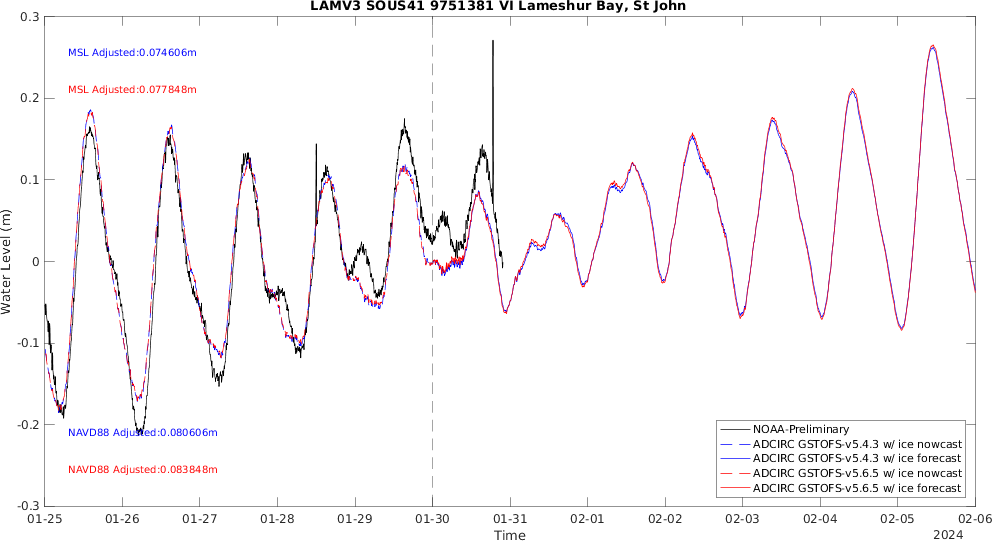 LAMV3 SOUS41 9751381 VI Lameshur Bay, St John
MSL Adjusted:0.074606m
MSL Adjusted:0.077848m
NAVD88 Adjusted:0.080606m
NAVD88 Adjusted:0.083848m
Water Level (m)
0.3
0.2
0.1
0
-0.1
-0.2
-0.3
NOAA-Preliminary
ADCIRC GSTOFS-v5.4.3 w/ ice nowcast
ADCIRC GSTOFS-v5.4.3 w/ ice forecast
ADCIRC GSTOFS-v5.6.5 w/ ice nowcast
ADCIRC GSTOFS-v5.6.5 w/ ice forecast
01-25 01-26 01-27 01-28 01-29 01-30 01-31 02-01 02-02 02-03 02-04 02-05 02-06
Time
2024